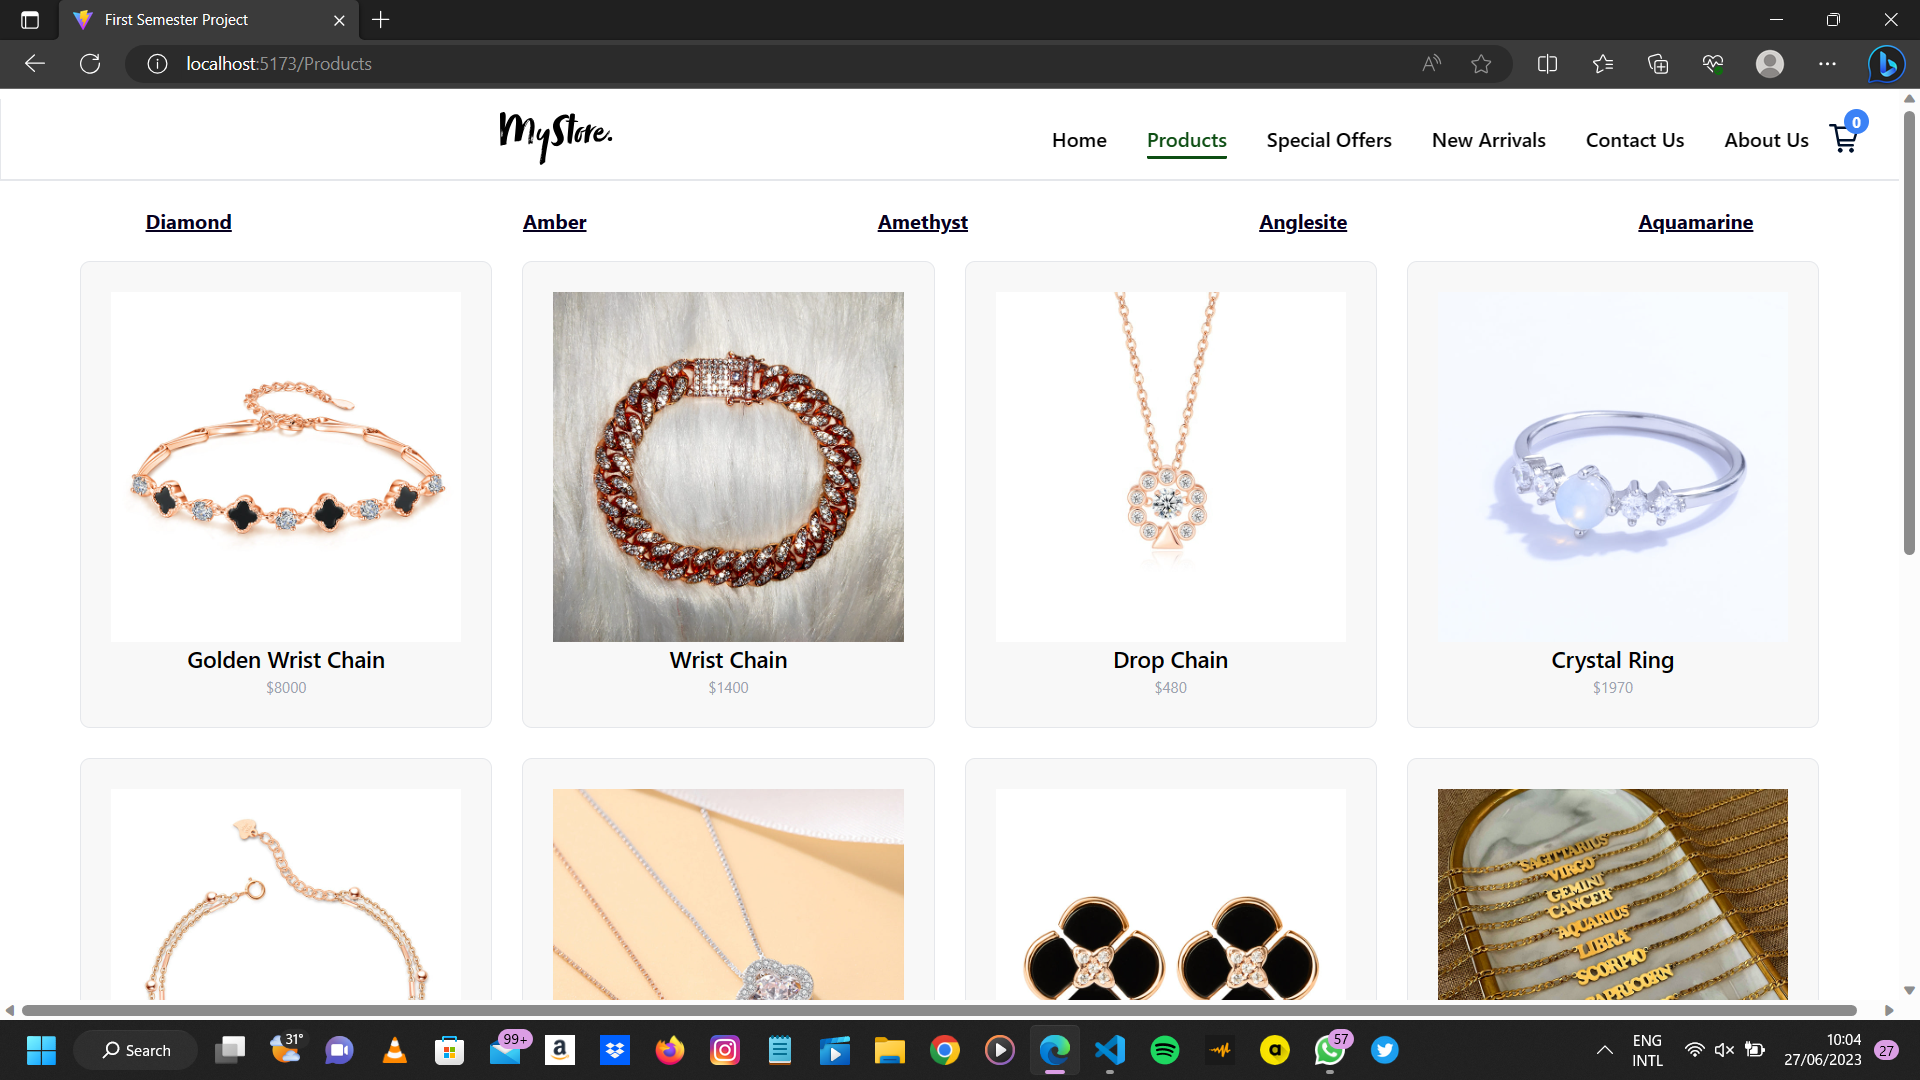 First Semester Project
localhost:5173/Products
MyStore.
Home Products Special Offers New Arrivals Contact Us About Us 0
Diamond Amber Amethyst Anglesite Aquamarine
Golden Wrist Chain
$8000
Wrist Chain
$1400
Drop Chain
$480
Crystal Ring
$1970
SAGITTARIUS
VIRGO
GEMINI
CANCER
AQUARIUS
LIBRA
SCORPIO
CAPRICORN
31°
Search
99+
57
ENG
INTL
10:04
27/06/2023
27